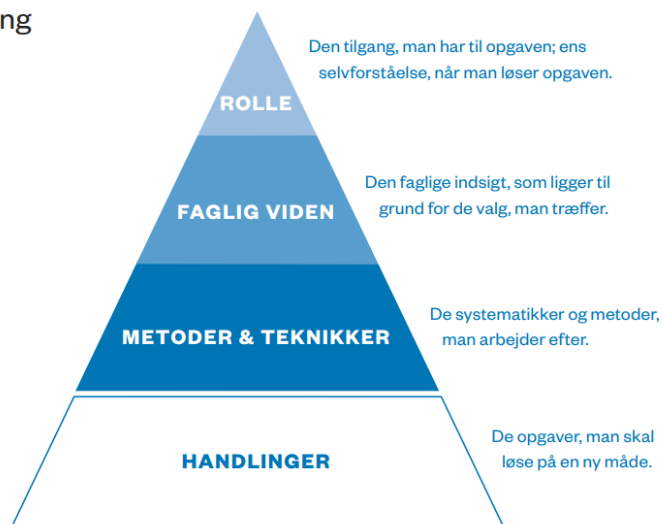 ng
Den tilgang, man har til opgaven; ens
selvforståelse, når man løser opgaven.
ROLLE
Den faglige indsigt, som ligger til
grund for de valg, man træffer.
FAGLIG VIDEN
De systematikker og metoder,
man arbejder efter.
METODER & TEKNIKKER
De opgaver, man skal
løse på en ny måde.
HANDLINGER